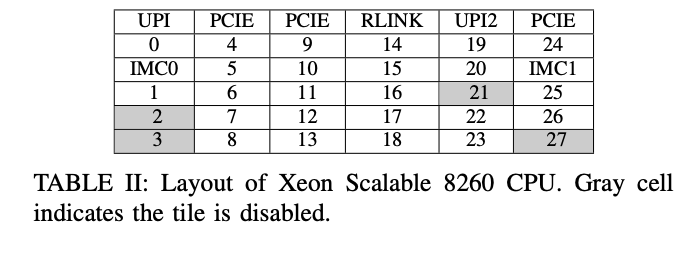 UPI PCIE PCIE RLINK UPI2 PCIE
0 4 9 14 19 24
IMC0 5 10 15 20 IMC1
1 6 11 16 21 25
2 7 12 17 22 26
3 8 13 18 23 27
TABLE II: Layout of Xeon Scalable 8260 CPU. Gray cell
indicates the tile is disabled.